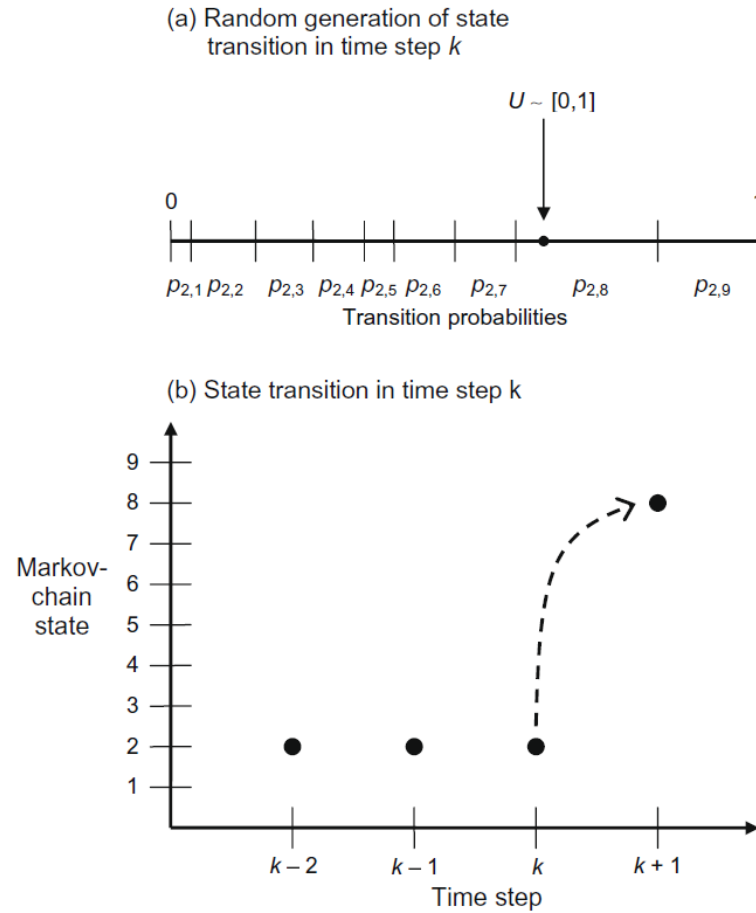 (a) Random generation of state
transition in time step k
U ~ [0,1]
0
p2,1 p2,2 p2,3 p2,4 p2,5 p2,6 p2,7 p2,8 p2,9
Transition probabilities
(b) State transition in time step k
9
8
7
6
5
4
3
2
1
Markov-
chain
state
k – 2 k – 1 k k + 1
Time step